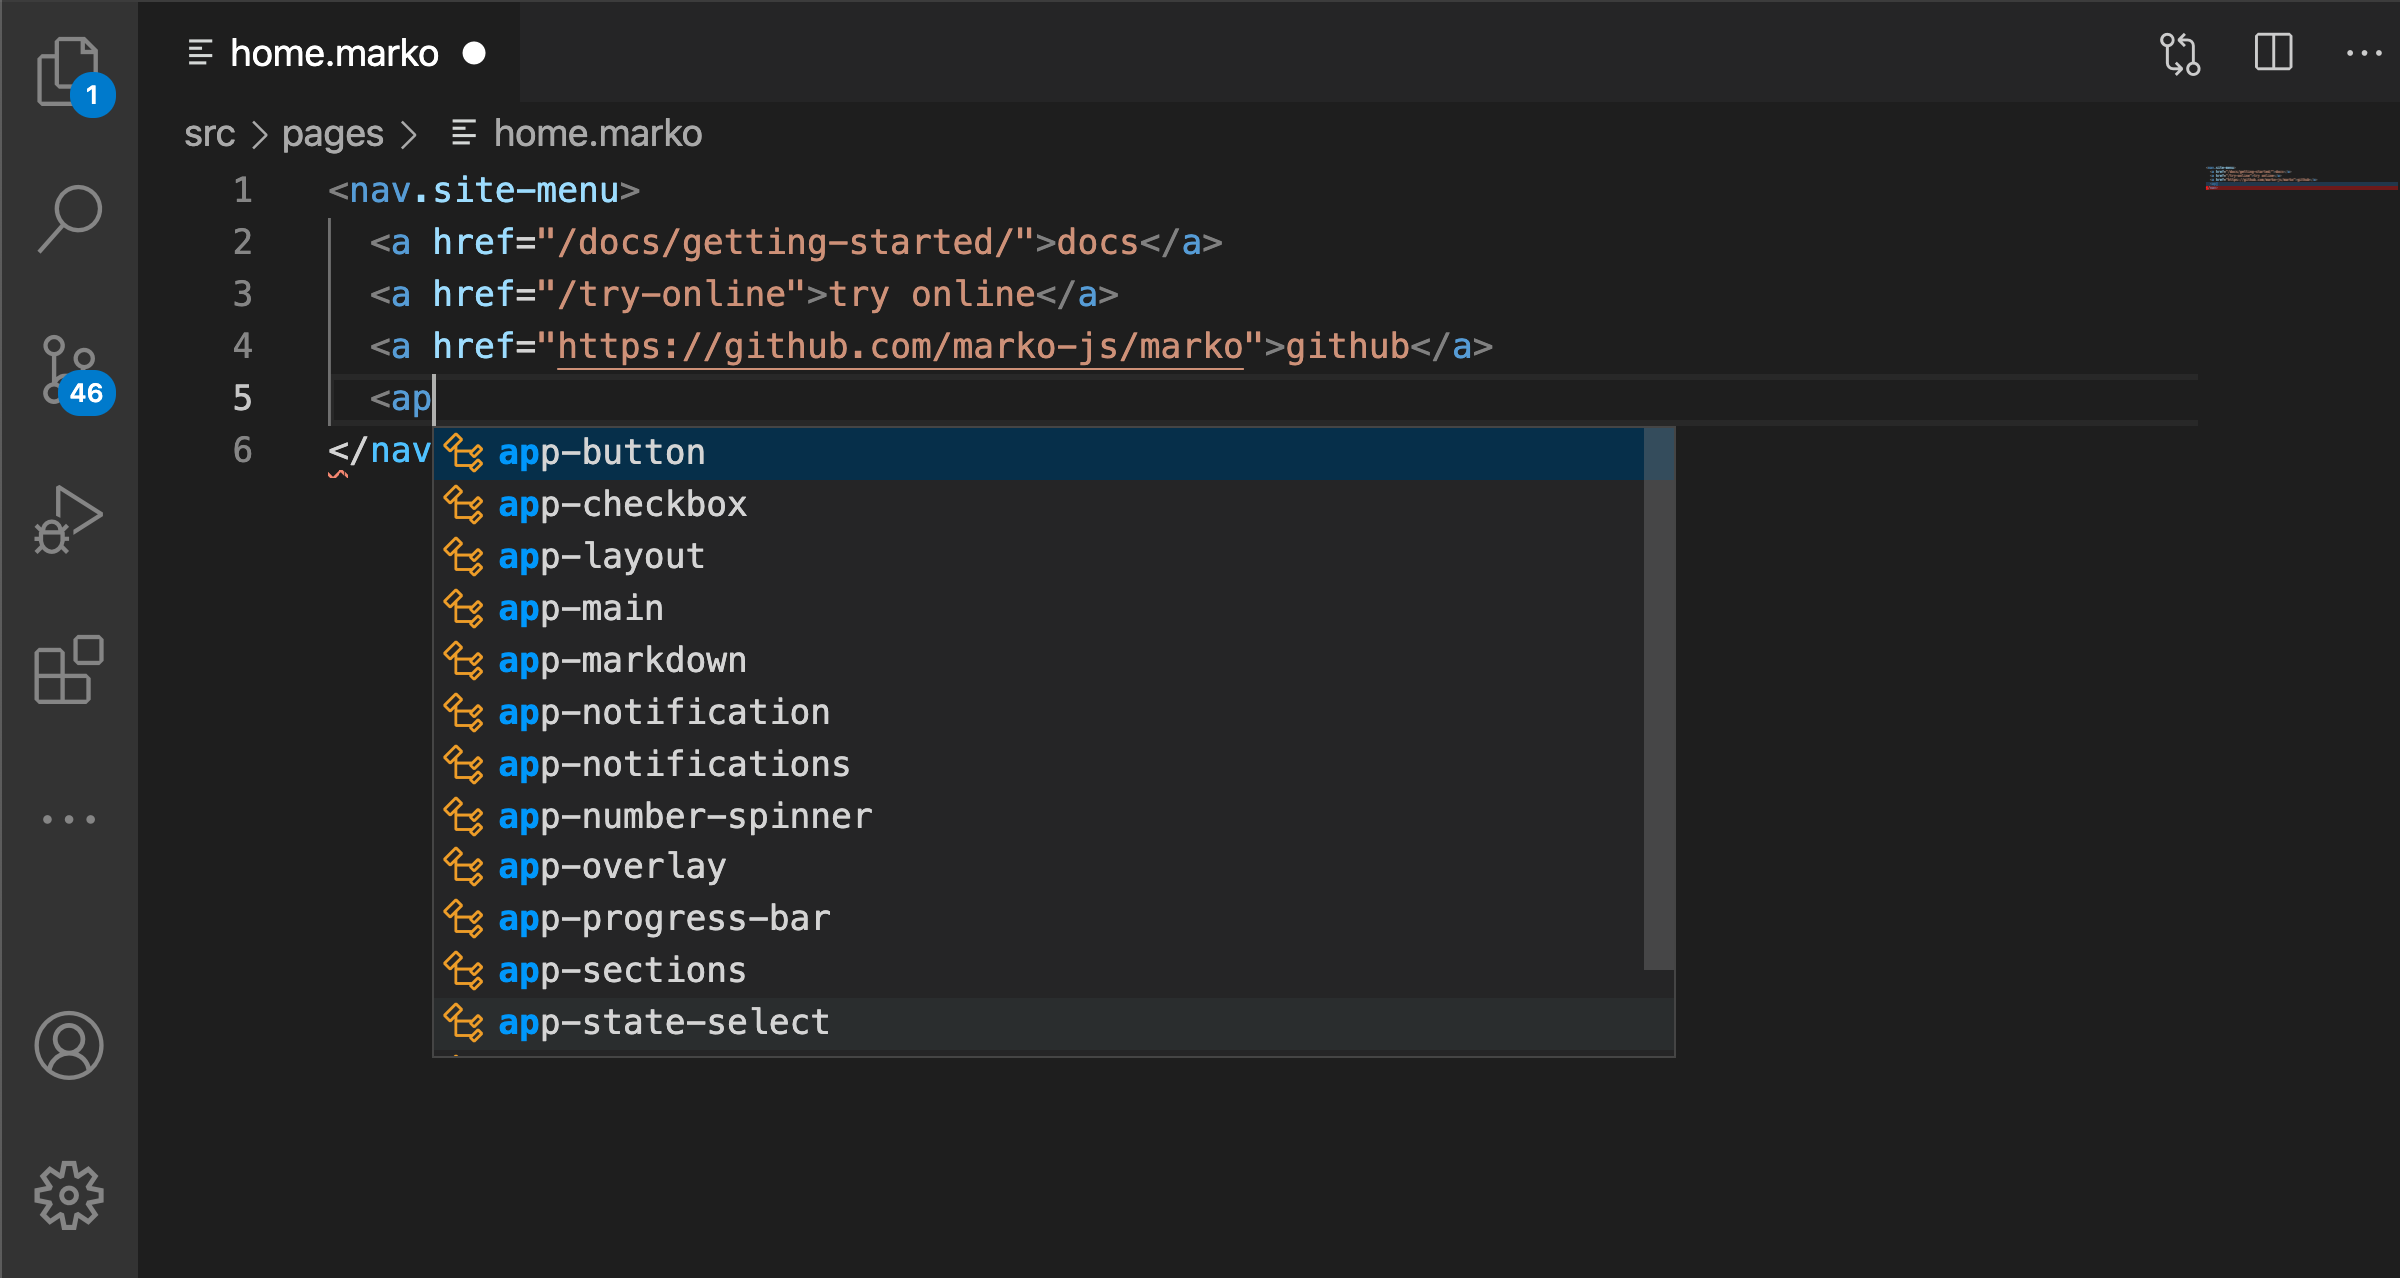 home.marko
1
src > pages > home.marko
1 <nav.site-menu>
2 <a href="/docs/getting-started/">docs</a>
3 <a href="/try-online">try online</a>
4 <a href="https://github.com/marko-js/marko">github</a>
46
5 <ap
6 </nav
app-button
app-checkbox
app-layout
app-main
app-markdown
app-notification
app-notifications
app-number-spinner
app-overlay
app-progress-bar
app-sections
app-state-select